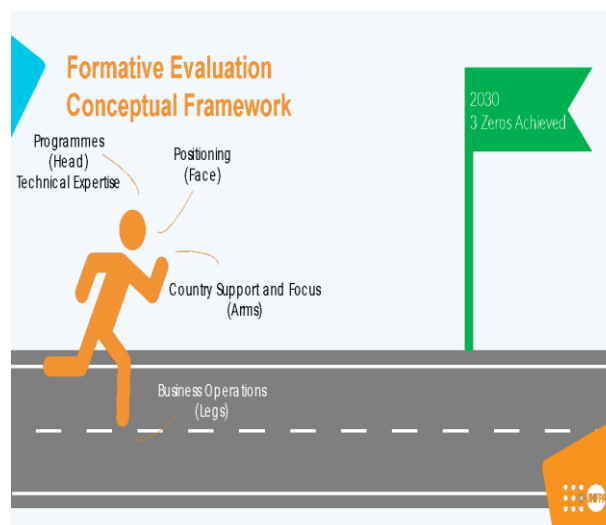 Formative Evaluation
Conceptual Framework
Programmes
(Head)
Technical Expertise
Positioning
(Face)
2030
3 Zeros Achieved
Country Support and Focus
(Arms)
Business Operations
(Legs)
UNFPA